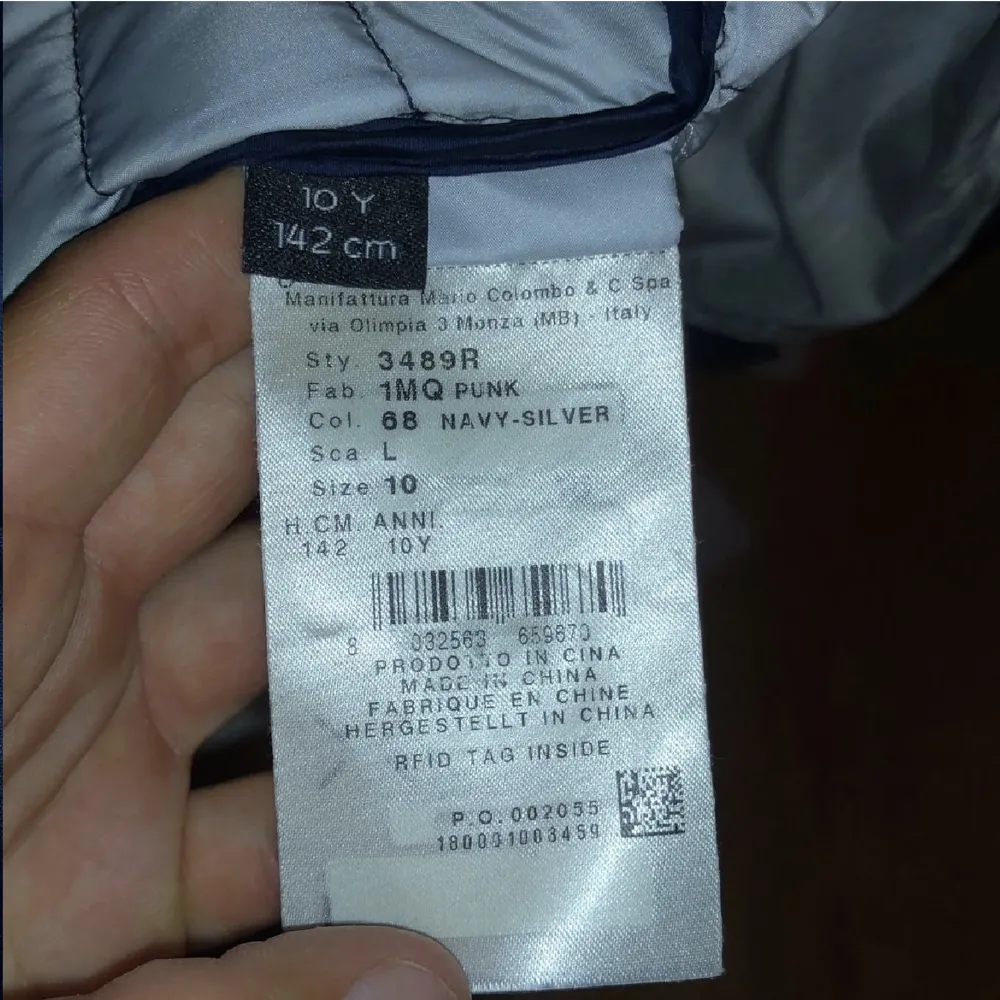 10 Y
142 cm
Manifattura Mario Colombo & C Spa
via Olimpia 3 Monza (MB) - Italy
Sty. 3489R
Fab. 1MQ PUNK
Col. 68 NAVY-SILVER
Sca. L
Size 10
H.CM. ANNI.
142 10Y
8 032563 659670
PRODOTTO IN CINA
MADE IN CHINA
FABRIQUE EN CHINE
HERGESTELLT IN CHINA
RFID TAG INSIDE
P.O. 002055
180001003459